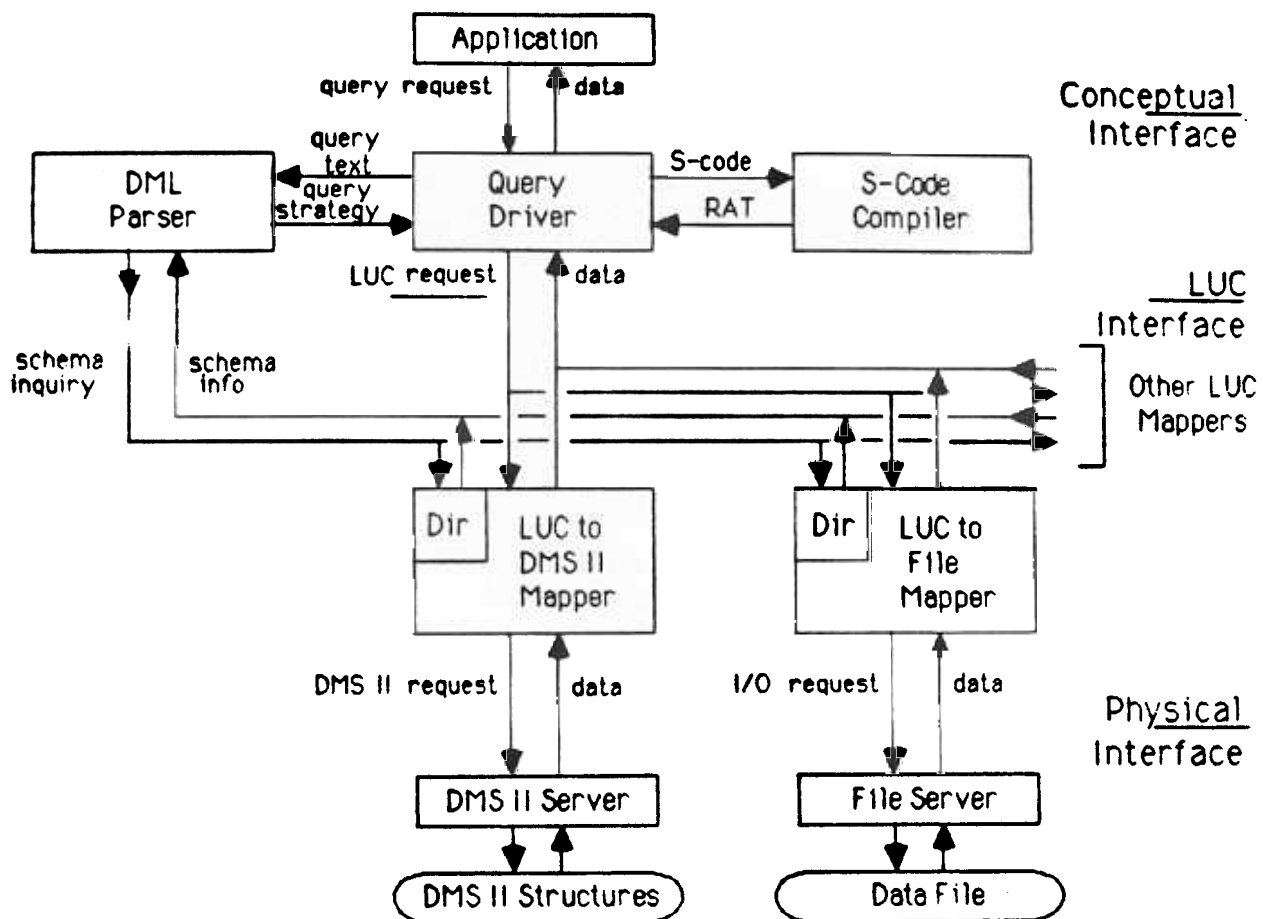 Application
query request
data
Conceptual
Interface
query
text
query
strategy
DML
Parser
Query
Driver
S-code
RAT
S-Code
Compiler
LUC request
data
LUC
Interface
schema
inquiry
schema
info
Other LUC
Mappers
Dir
LUC to
DMS II
Mapper
Dir
LUC to
File
Mapper
DMS II request
data
I/O request
data
Physical
Interface
DMS II Server
File Server
DMS II Structures
Data File